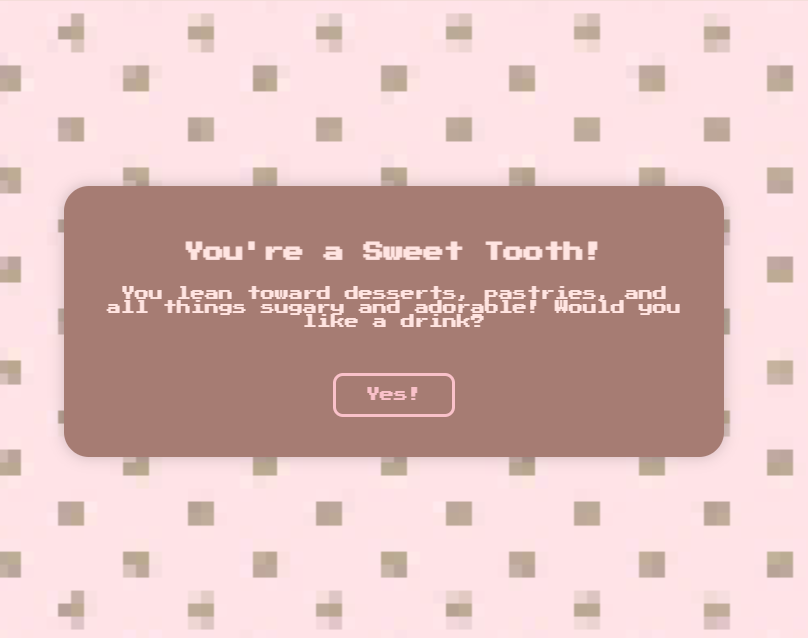 You're a Sweet Tooth!
You lean toward desserts, pastries, and
all things sugary and adorable! Would you
like a drink?
Yes!